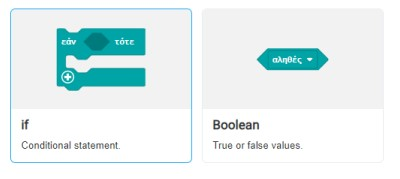 εάν τότε
αληθές
if
Boolean
Conditional statement.
True or false values.